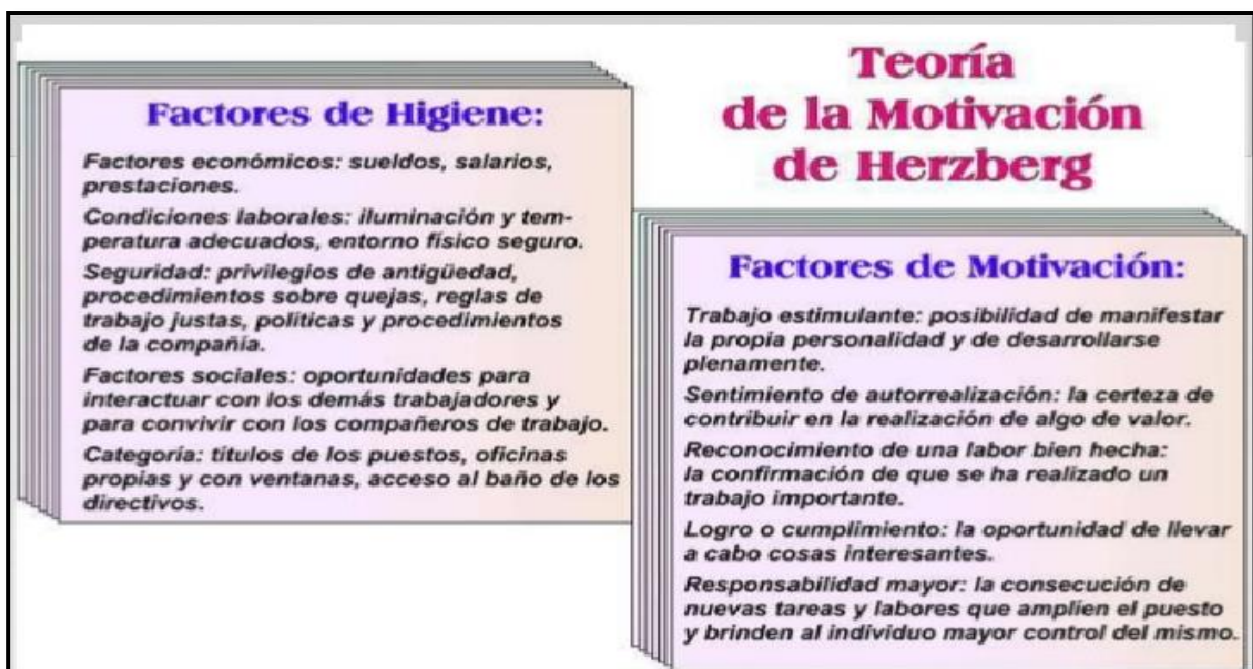 Teoría
de la Motivación
de Herzberg
Factores de Higiene:
Factores económicos: sueldos, salarios,
prestaciones.
Condiciones laborales: iluminación y tem-
peratura adecuados, entorno físico seguro.
Seguridad: privilegios de antigüedad,
procedimientos sobre quejas, reglas de
trabajo justas, políticas y procedimientos
de la compañía.
Factores sociales: oportunidades para
interactuar con los demás trabajadores y
para convivir con los compañeros de trabajo.
Categoría: títulos de los puestos, oficinas
propias y con ventanas, acceso al baño de los
directivos.
Factores de Motivación:
Trabajo estimulante: posibilidad de manifestar
la propia personalidad y de desarrollarse
plenamente.
Sentimiento de autorrealización: la certeza de
contribuir en la realización de algo de valor.
Reconocimiento de una labor bien hecha:
la confirmación de que se ha realizado un
trabajo importante.
Logro o cumplimiento: la oportunidad de llevar
a cabo cosas interesantes.
Responsabilidad mayor: la consecución de
nuevas tareas y labores que amplíen el puesto
y brinden al individuo mayor control del mismo.